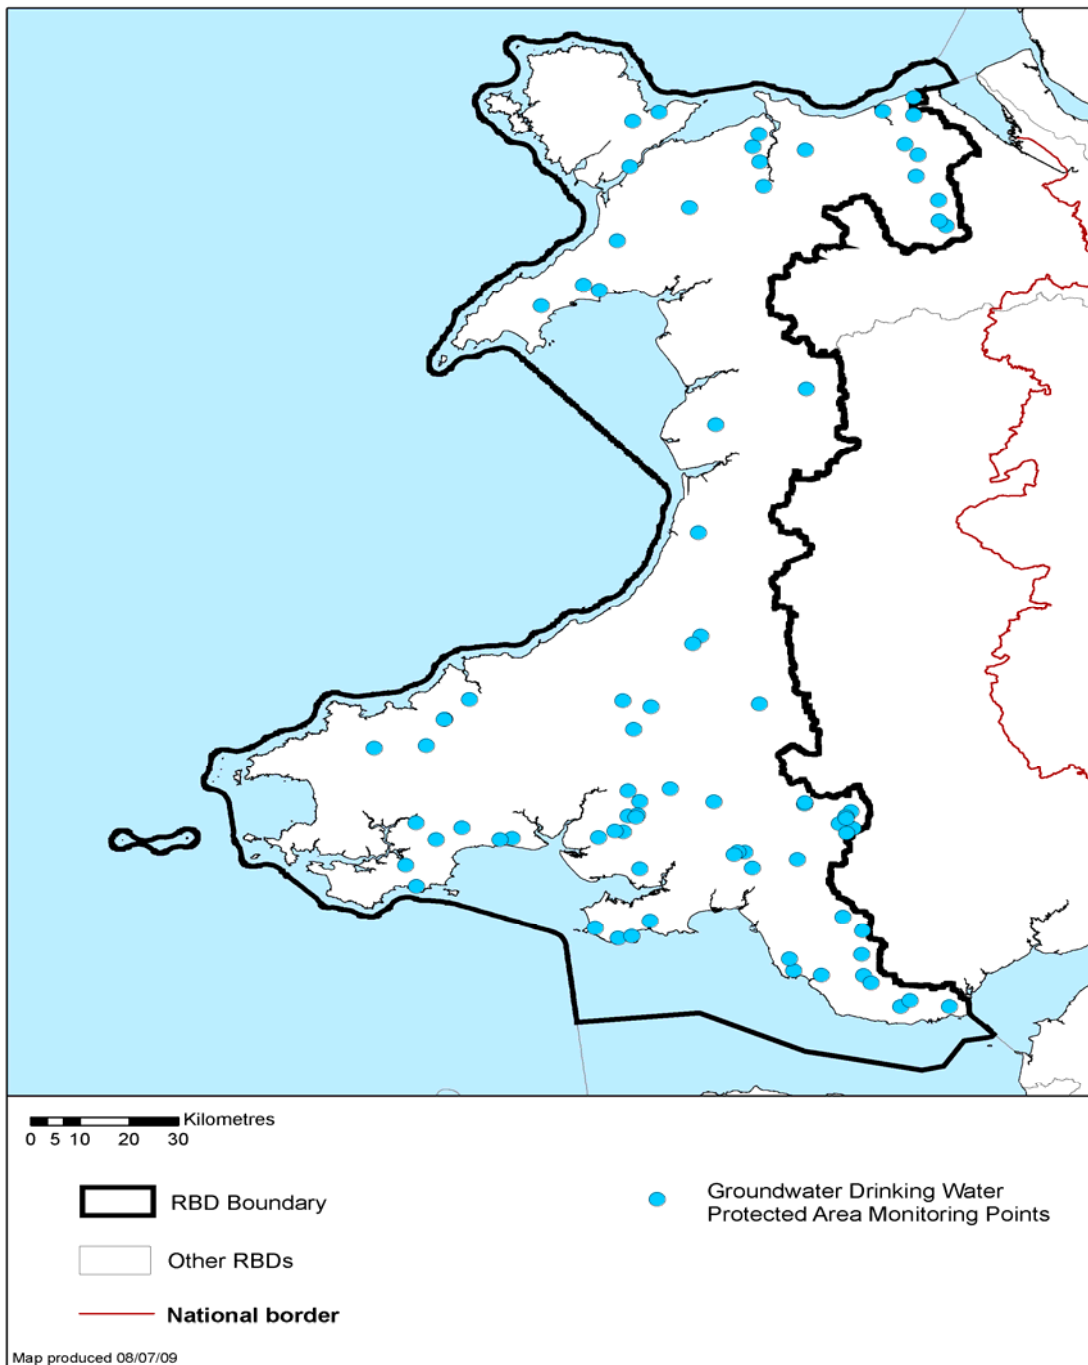 Kilometres
0 5 10 20 30
RBD Boundary
Groundwater Drinking Water
Protected Area Monitoring Points
Other RBDs
National border
Map produced 08/07/09